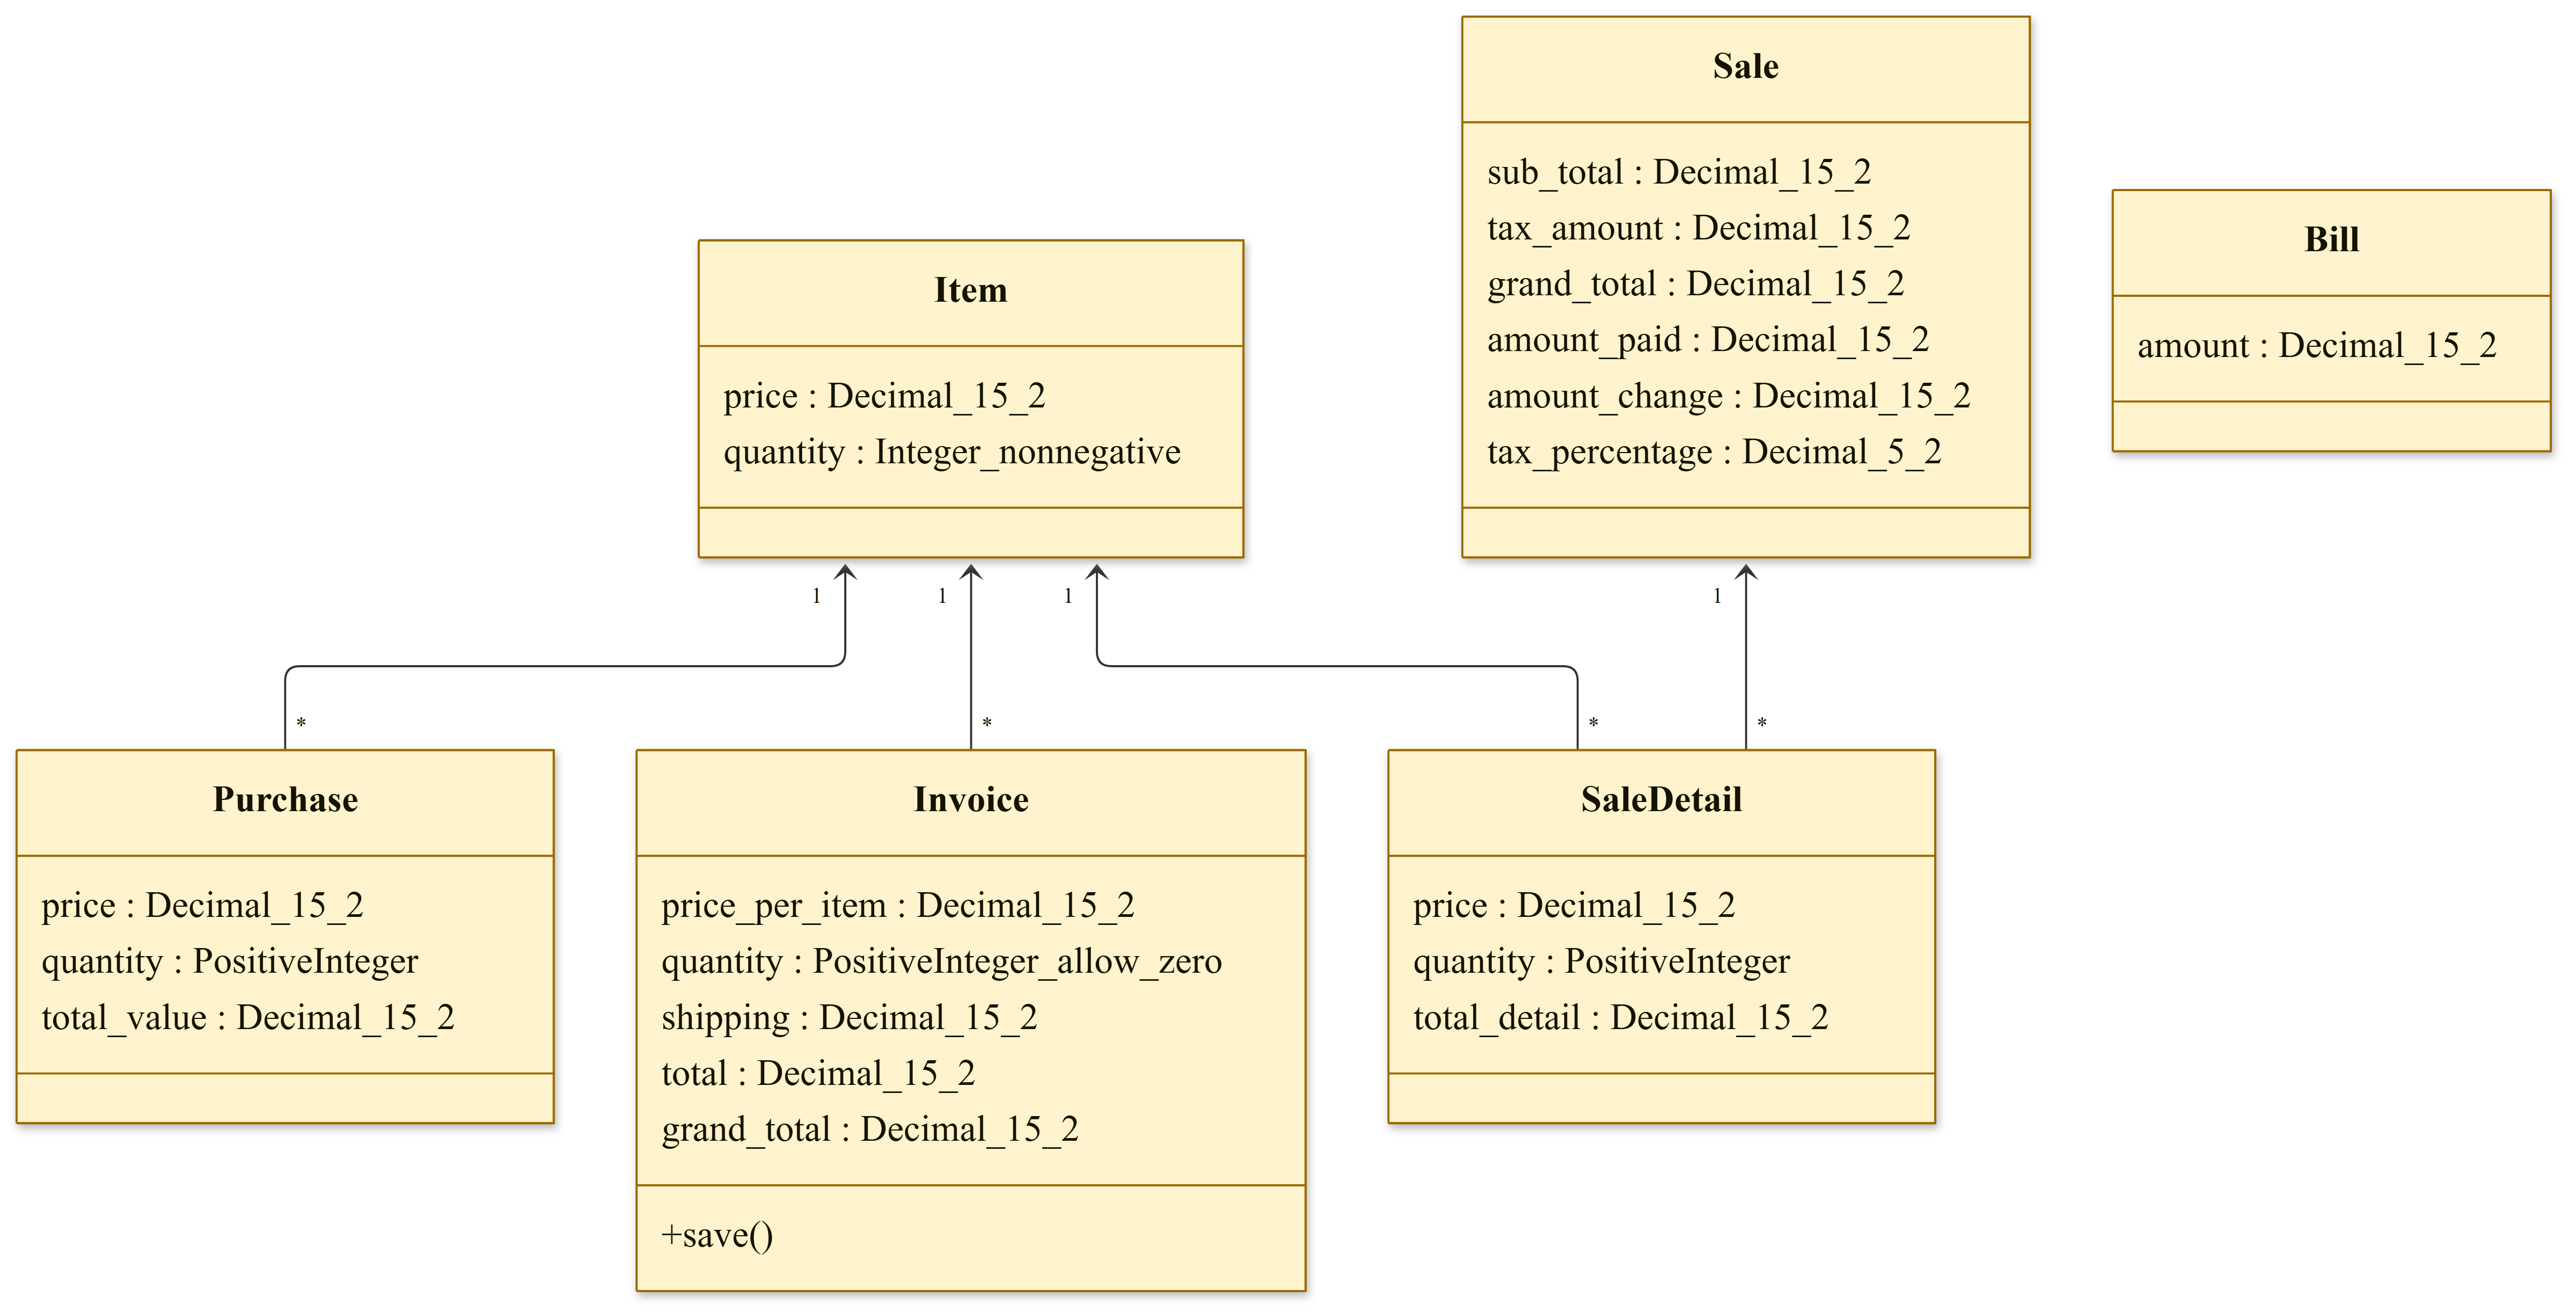 Sale
sub_total : Decimal_15_2
tax_amount : Decimal_15_2
grand_total : Decimal_15_2
amount_paid : Decimal_15_2
amount_change : Decimal_15_2
tax_percentage : Decimal_5_2
Bill
amount : Decimal_15_2
Item
price : Decimal_15_2
quantity : Integer_nonnegative
1
1
1
1
*
*
*
*
Purchase
price : Decimal_15_2
quantity : PositiveInteger
total_value : Decimal_15_2
Invoice
price_per_item : Decimal_15_2
quantity : PositiveInteger_allow_zero
shipping : Decimal_15_2
total : Decimal_15_2
grand_total : Decimal_15_2
+save()
SaleDetail
price : Decimal_15_2
quantity : PositiveInteger
total_detail : Decimal_15_2